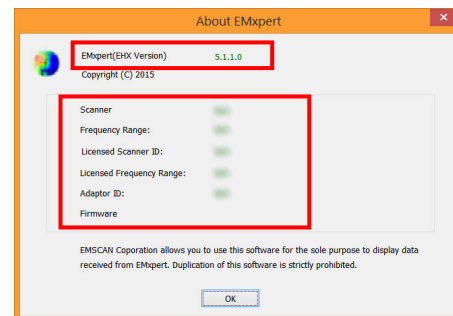 About EMxpert
EMxpert(EHX Version) 5.1.1.0
Copyright (C) 2015
Scanner
Frequency Range:
Licensed Scanner ID:
Licensed Frequency Range:
Adaptor ID:
Firmware
EMSCAN Coporation allows you to use this software for the sole purpose to display data
received from EMxpert. Duplication of this software is strictly prohibited.
OK